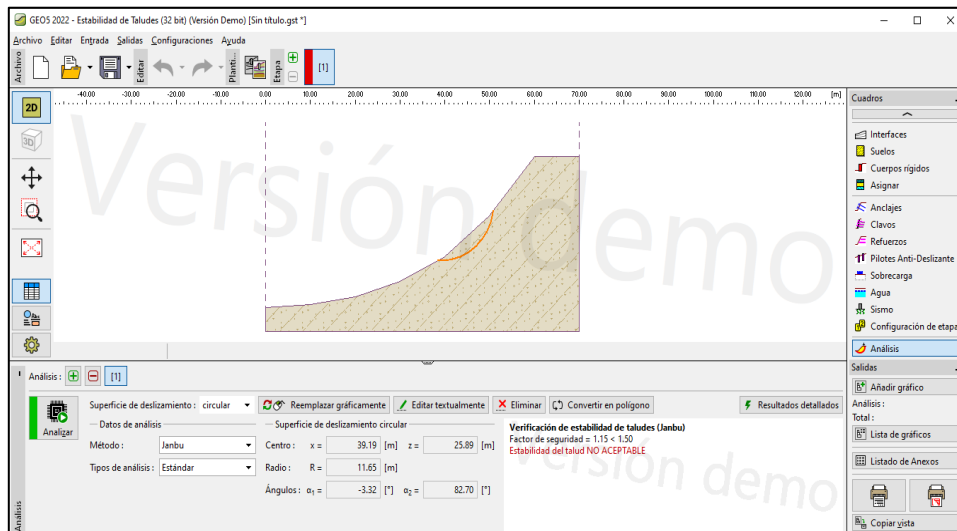 GEO5 2022 - Estabilidad de Taludes (32 bit) (Versión Demo) [Sin título.gst *]
Archivo Editar Entrada Salidas Configuraciones Ayuda
Archivo Editar Planti... Etapa [1]
2D -40.00 -30.00 -20.00 -10.00 0.00 10.00 20.00 30.00 40.00 50.00 60.00 70.00 80.00 90.00 100.00 110.00 120.00 [m]
3D
Versión demo
Cuadros
Interfaces
Suelos
Cuerpos rígidos
Asignar
Anclajes
Clavos
Refuerzos
Pilotes Anti-Deslizante
Sobrecarga
Agua
Sismo
Configuración de etapa
Análisis
Salidas
Añadir gráfico
Análisis :
Total :
Lista de gráficos
Listado de Anexos
Copiar vista
Análisis : [1]
Analizar
Superficie de deslizamiento : circular Reemplazar gráficamente Editar textualmente Eliminar Convertir en polígono Resultados detallados
Datos de análisis
Método : Janbu
Tipos de análisis : Estándar
Superficie de deslizamiento circular
Centro : x = 39.19 [m] z = 25.89 [m]
Radio : R = 11.65 [m]
Ángulos : α1 = -3.32 [°] α2 = 82.70 [°]
Verificación de estabilidad de taludes (Janbu)
Factor de seguridad = 1.15 < 1.50
Estabilidad del talud NO ACEPTABLE
Versión demo
Análisis